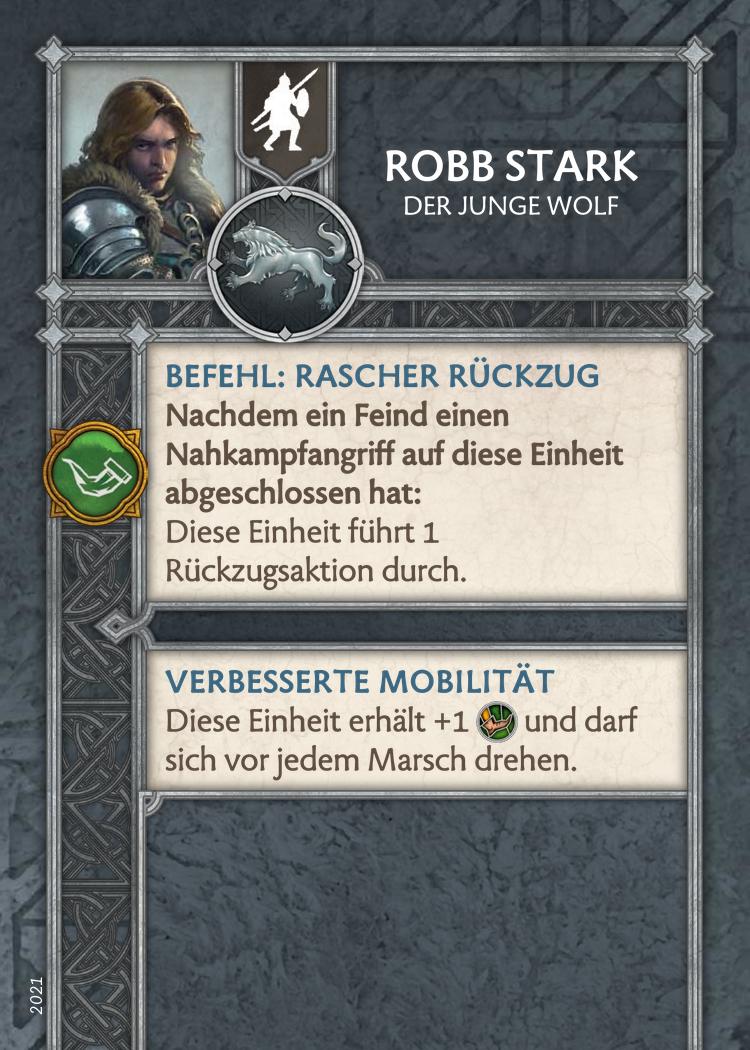 ROBB STARK
DER JUNGE WOLF
BEFEHL: RASCHER RÜCKZUG
Nachdem ein Feind einen
Nahkampfangriff auf diese Einheit
abgeschlossen hat:
Diese Einheit führt 1
Rückzugsaktion durch.
VERBESSERTE MOBILITÄT
Diese Einheit erhält +1 und darf
sich vor jedem Marsch drehen.
2021